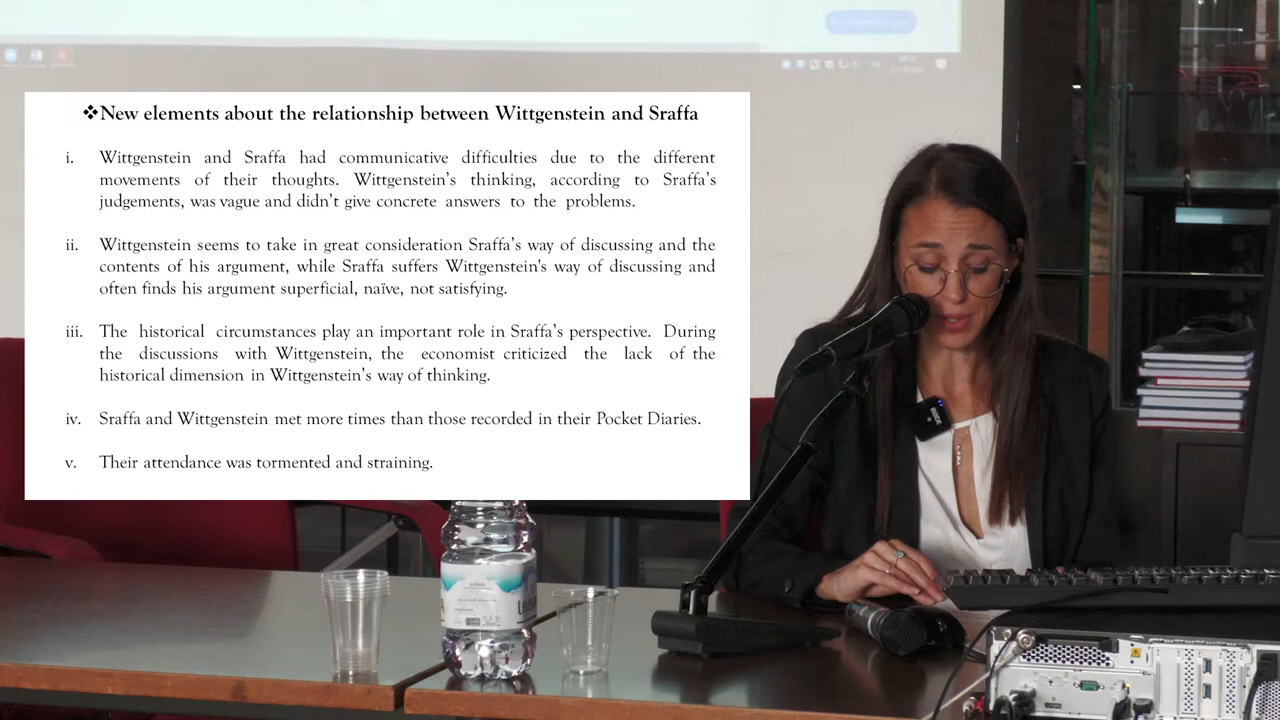 ❖New elements about the relationship between Wittgenstein and Sraffa
i. Wittgenstein and Sraffa had communicative difficulties due to the different
movements of their thoughts. Wittgenstein's thinking, according to Sraffa's
judgements, was vague and didn't give concrete answers to the problems.
ii. Wittgenstein seems to take in great consideration Sraffa's way of discussing and the
contents of his argument, while Sraffa suffers Wittgenstein's way of discussing and
often finds his argument superficial, naïve, not satisfying.
iii. The historical circumstances play an important role in Sraffa's perspective. During
the discussions with Wittgenstein, the economist criticized the lack of the
historical dimension in Wittgenstein's way of thinking.
iv. Sraffa and Wittgenstein met more times than those recorded in their Pocket Diaries.
v. Their attendance was tormented and straining.
RØDE